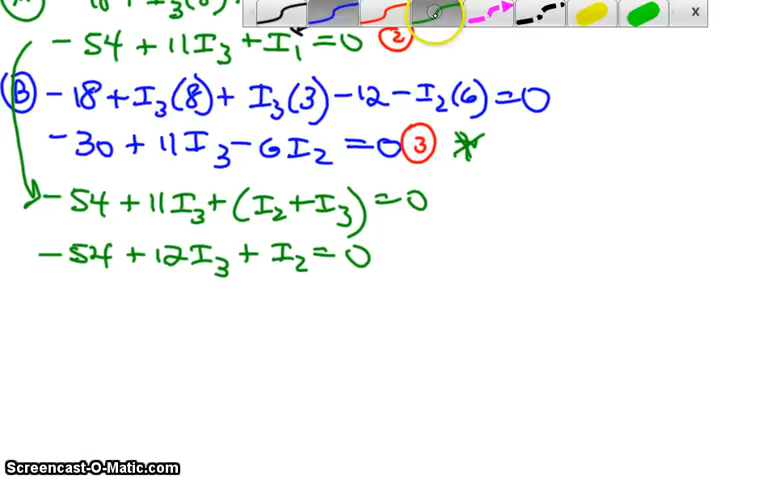 - 54 + 11I₃ + I₁ = 0 ②
Ⓑ - 18 + I₃(8) + I₃(3) - 12 - I₂(6) = 0
- 30 + 11I₃ - 6I₂ = 0 ③ *
- 54 + 11I₃ + (I₂ + I₃) = 0
- 54 + 12I₃ + I₂ = 0
Screencast-O-Matic.com